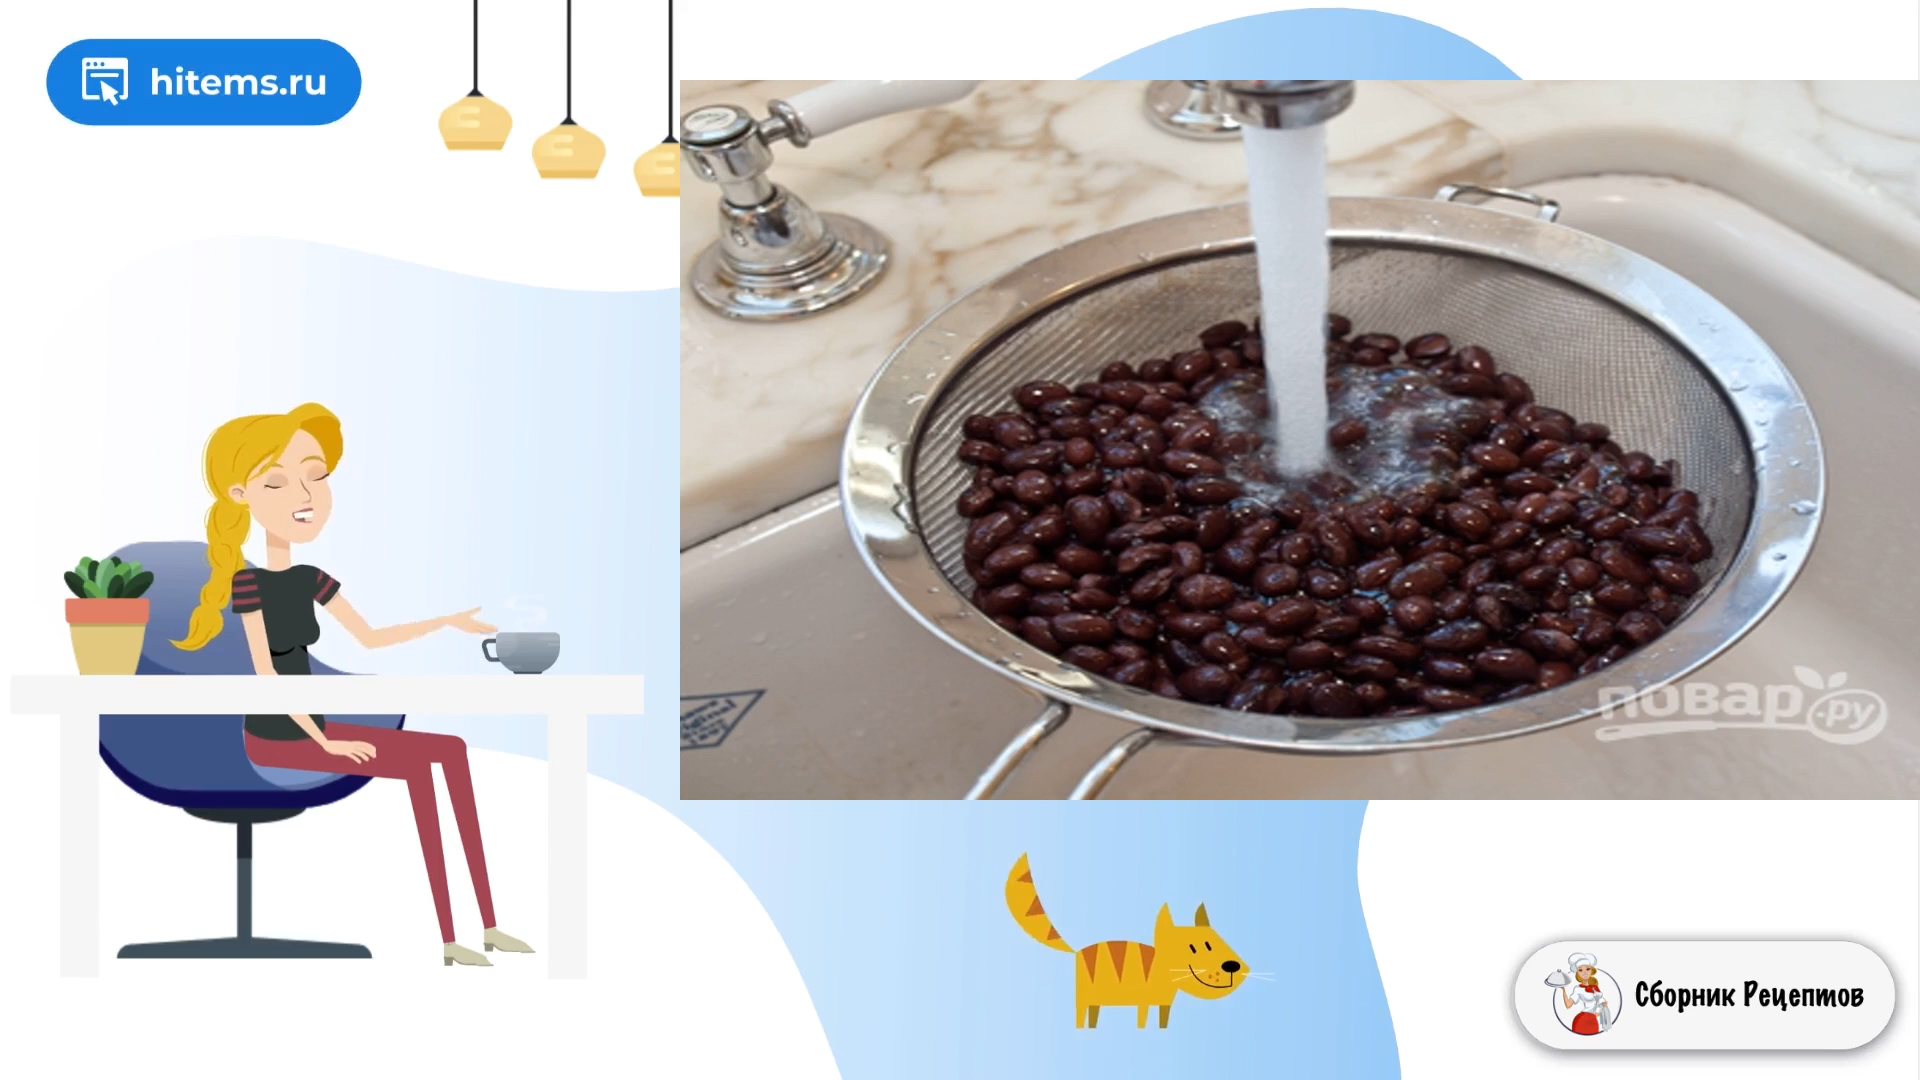 hitems.ru
повар.ру
Сборник Рецептов